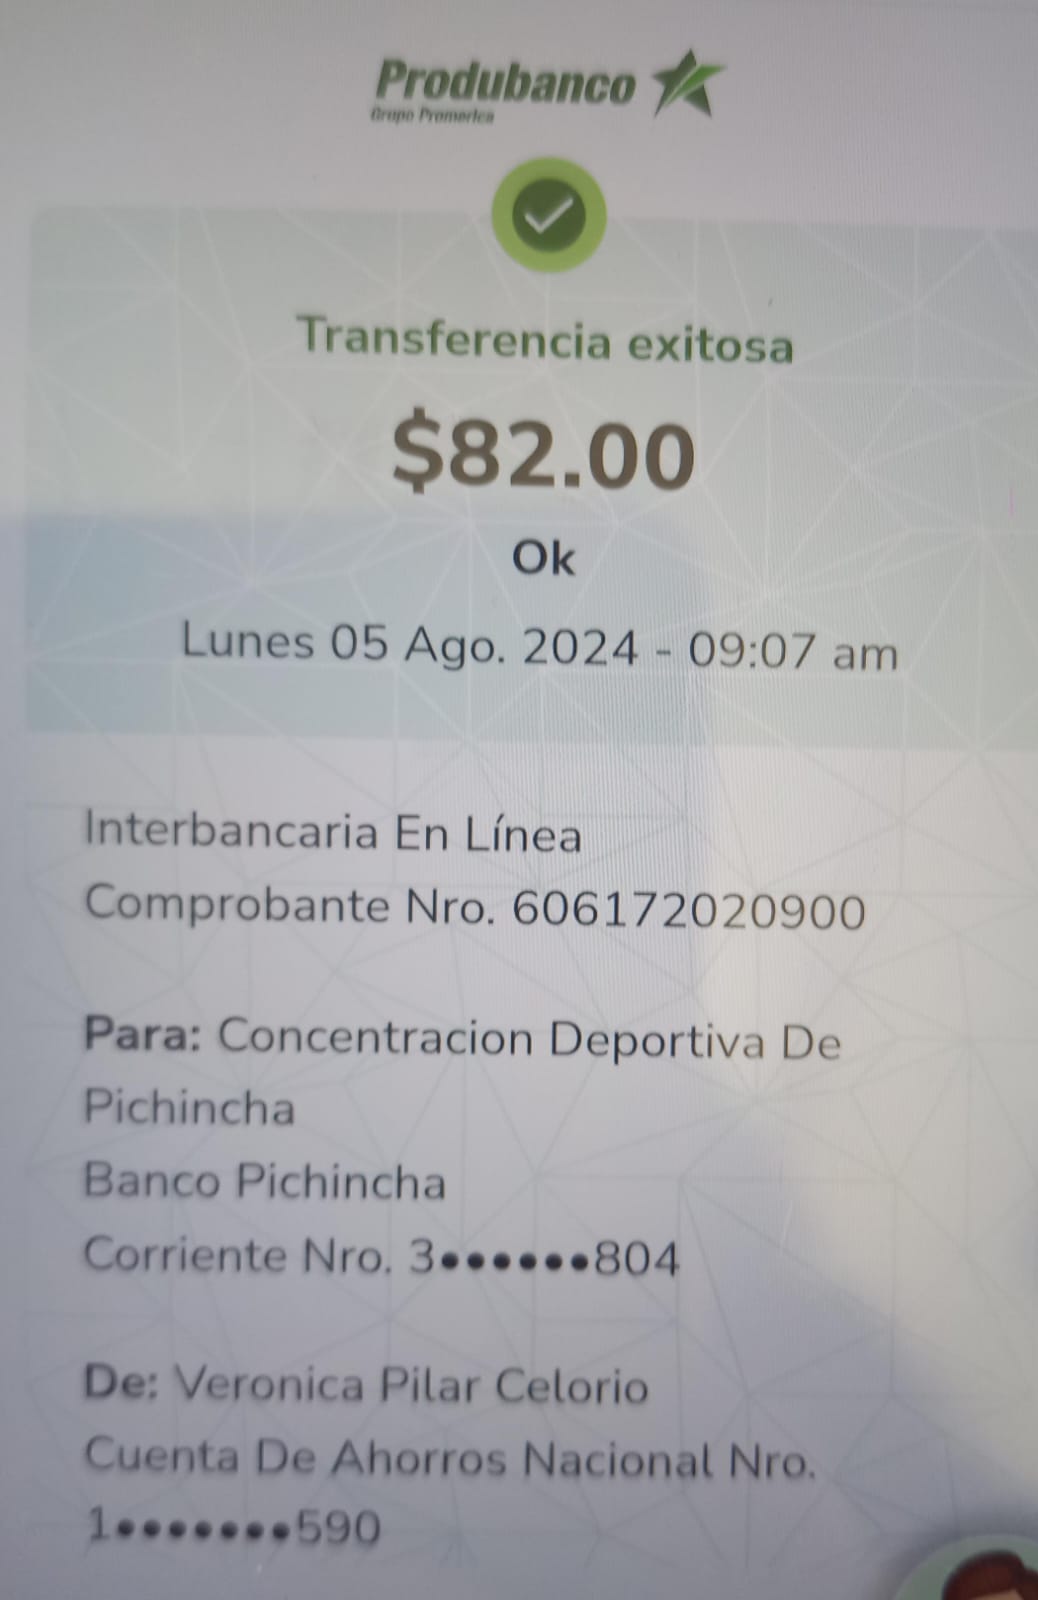 Produbanco
Grupo Promerica
Transferencia exitosa
$82.00
Ok
Lunes 05 Ago. 2024 - 09:07 am
Interbancaria En Línea
Comprobante Nro. 606172020900
Para: Concentracion Deportiva De
Pichincha
Banco Pichincha
Corriente Nro. 3●●●●●●804
De: Veronica Pilar Celorio
Cuenta De Ahorros Nacional Nro.
1●●●●●●●590